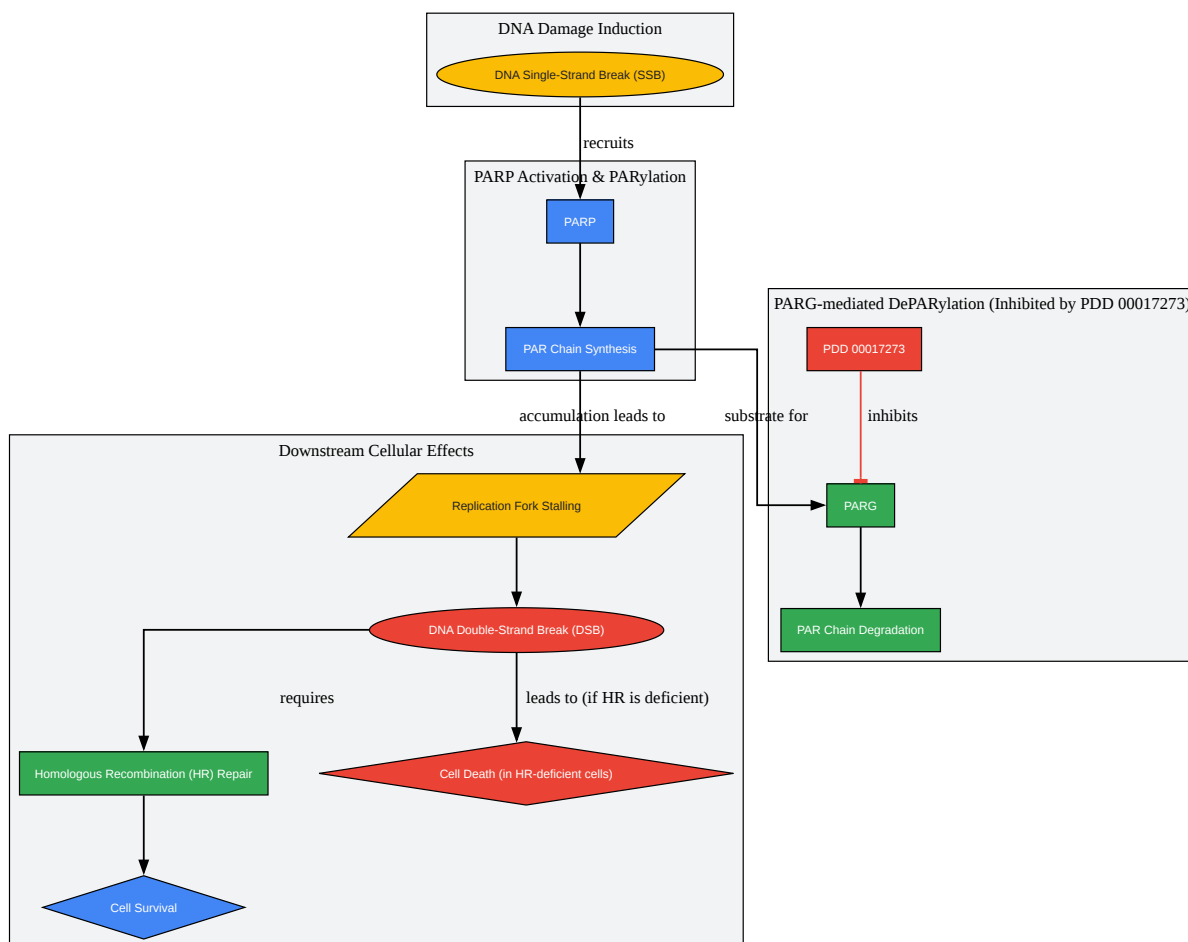 DNA Damage Induction
DNA Single-Strand Break (SSB)
recruits
PARP Activation & PARylation
PARP
PAR Chain Synthesis
PARG-mediated DePARylation (Inhibited by PDD 00017273)
PDD 00017273
accumulation leads to
substrate for
inhibits
Downstream Cellular Effects
Replication Fork Stalling
PARG
DNA Double-Strand Break (DSB)
PAR Chain Degradation
requires
leads to (if HR is deficient)
Homologous Recombination (HR) Repair
Cell Death (in HR-deficient cells)
Cell Survival